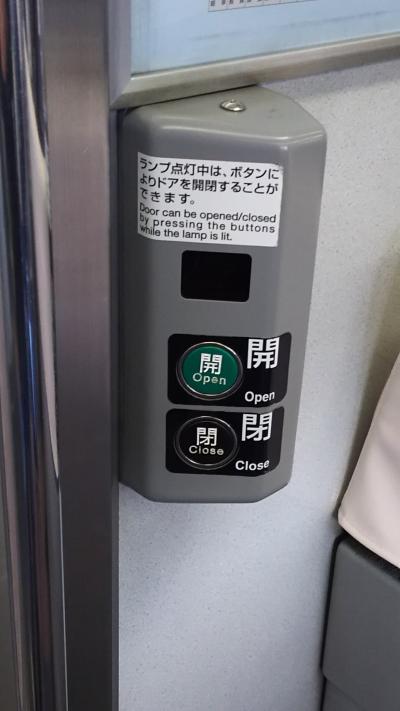 ランプ点灯中は、ボタンに
よりドアを開閉することが
できます。
Door can be opened/closed
by pressing the buttons
while the lamp is lit.
開
Open
開
Open
閉
Close
閉
Close